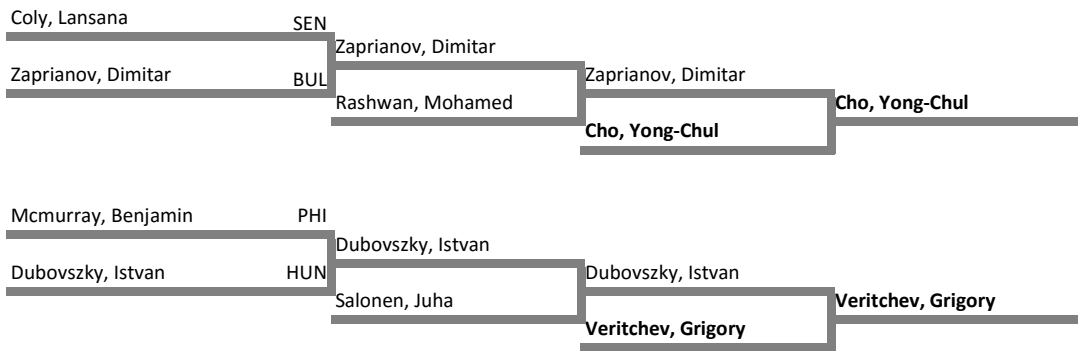 Coly, Lansana SEN
Zaprianov, Dimitar
Zaprianov, Dimitar BUL
Zaprianov, Dimitar
Rashwan, Mohamed
Cho, Yong-Chul
Cho, Yong-Chul
Mcmurray, Benjamin PHI
Dubovszky, Istvan
Dubovszky, Istvan HUN
Dubovszky, Istvan
Salonen, Juha
Veritchev, Grigory
Veritchev, Grigory